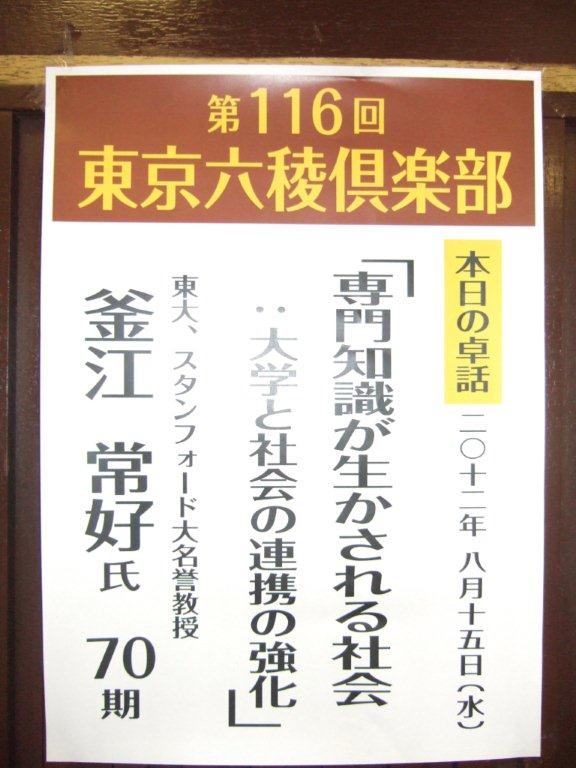 第116回
東京六稜倶楽部
本日の卓話 二〇十二年 八月十五日(水)
「専門知識が生かされる社会
:大学と社会の連携の強化」
東大、スタンフォード大名誉教授
釜江 常好氏 70期